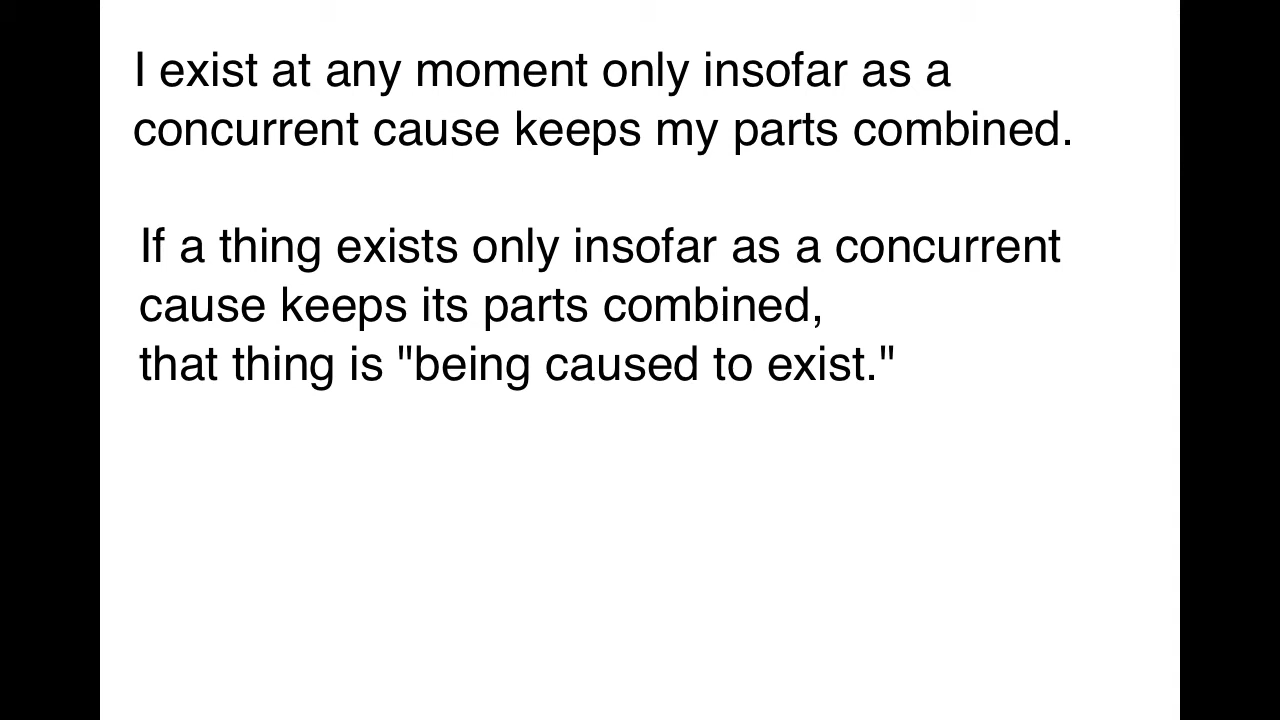 I exist at any moment only insofar as a
concurrent cause keeps my parts combined.
If a thing exists only insofar as a concurrent
cause keeps its parts combined,
that thing is "being caused to exist."